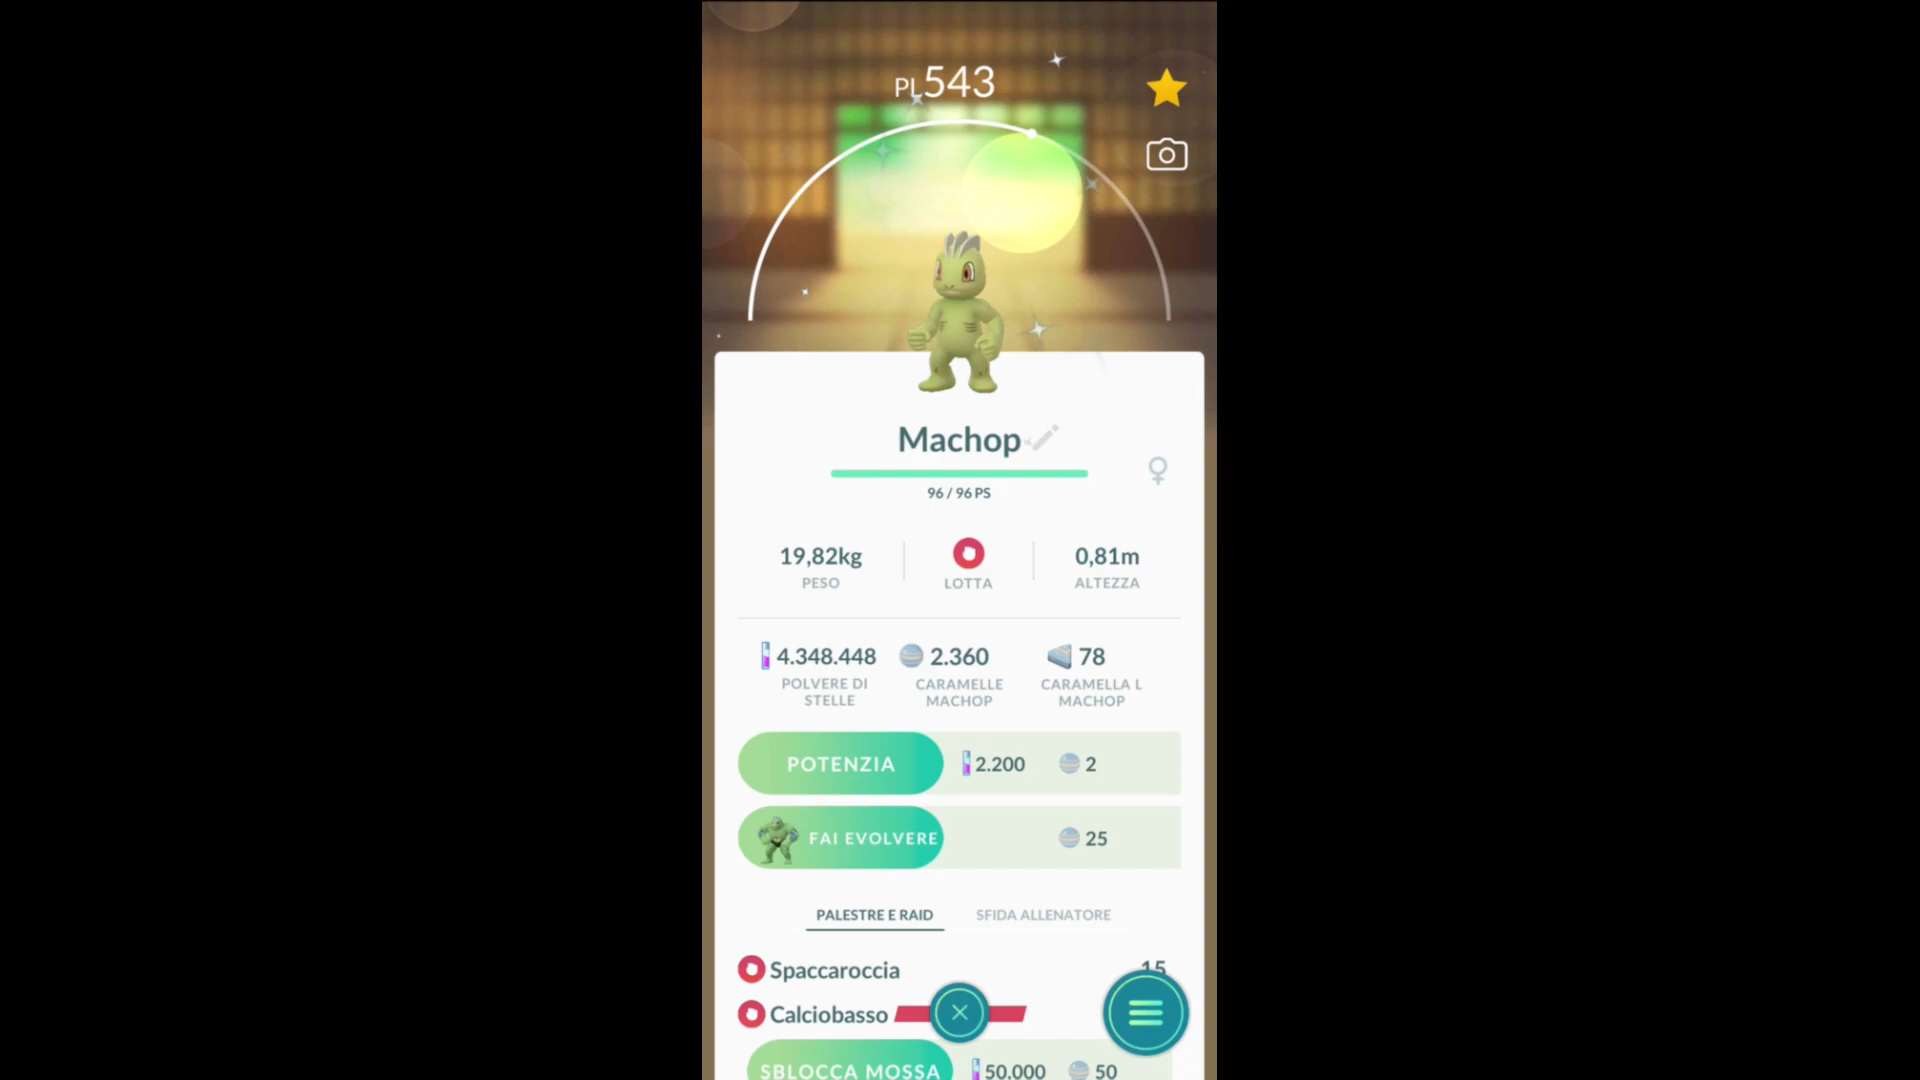 PL543
Machop
96 / 96 PS
19,82kg
PESO
LOTTA
0,81m
ALTEZZA
4.348.448
POLVERE DI
STELLE
2.360
CARAMELLE
MACHOP
78
CARAMELLA L
MACHOP
POTENZIA 2.200 2
FAI EVOLVERE 25
PALESTRE E RAID SFIDA ALLENATORE
Spaccaroccia 15
Calciobasso
SBLOCCA MOSSA 50.000 50